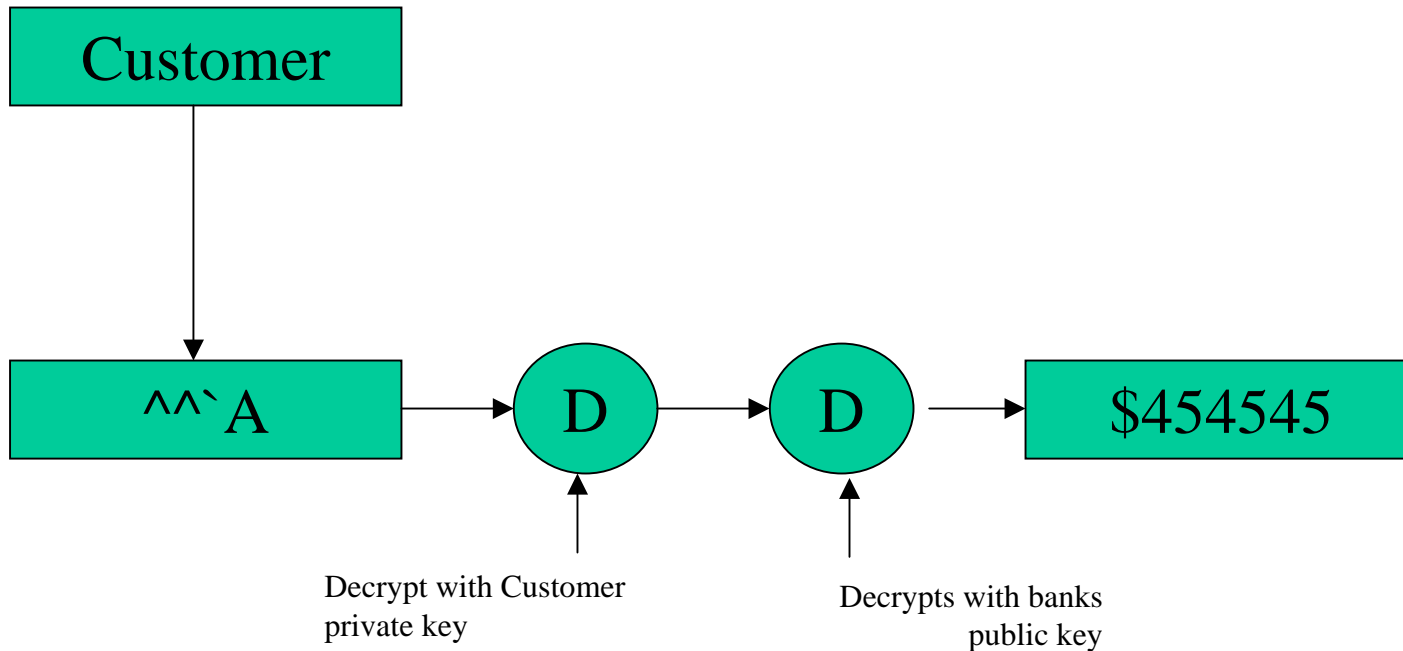 Customer
^^`A
D
D
$454545
Decrypt with Customer
private key
Decrypts with banks
public key